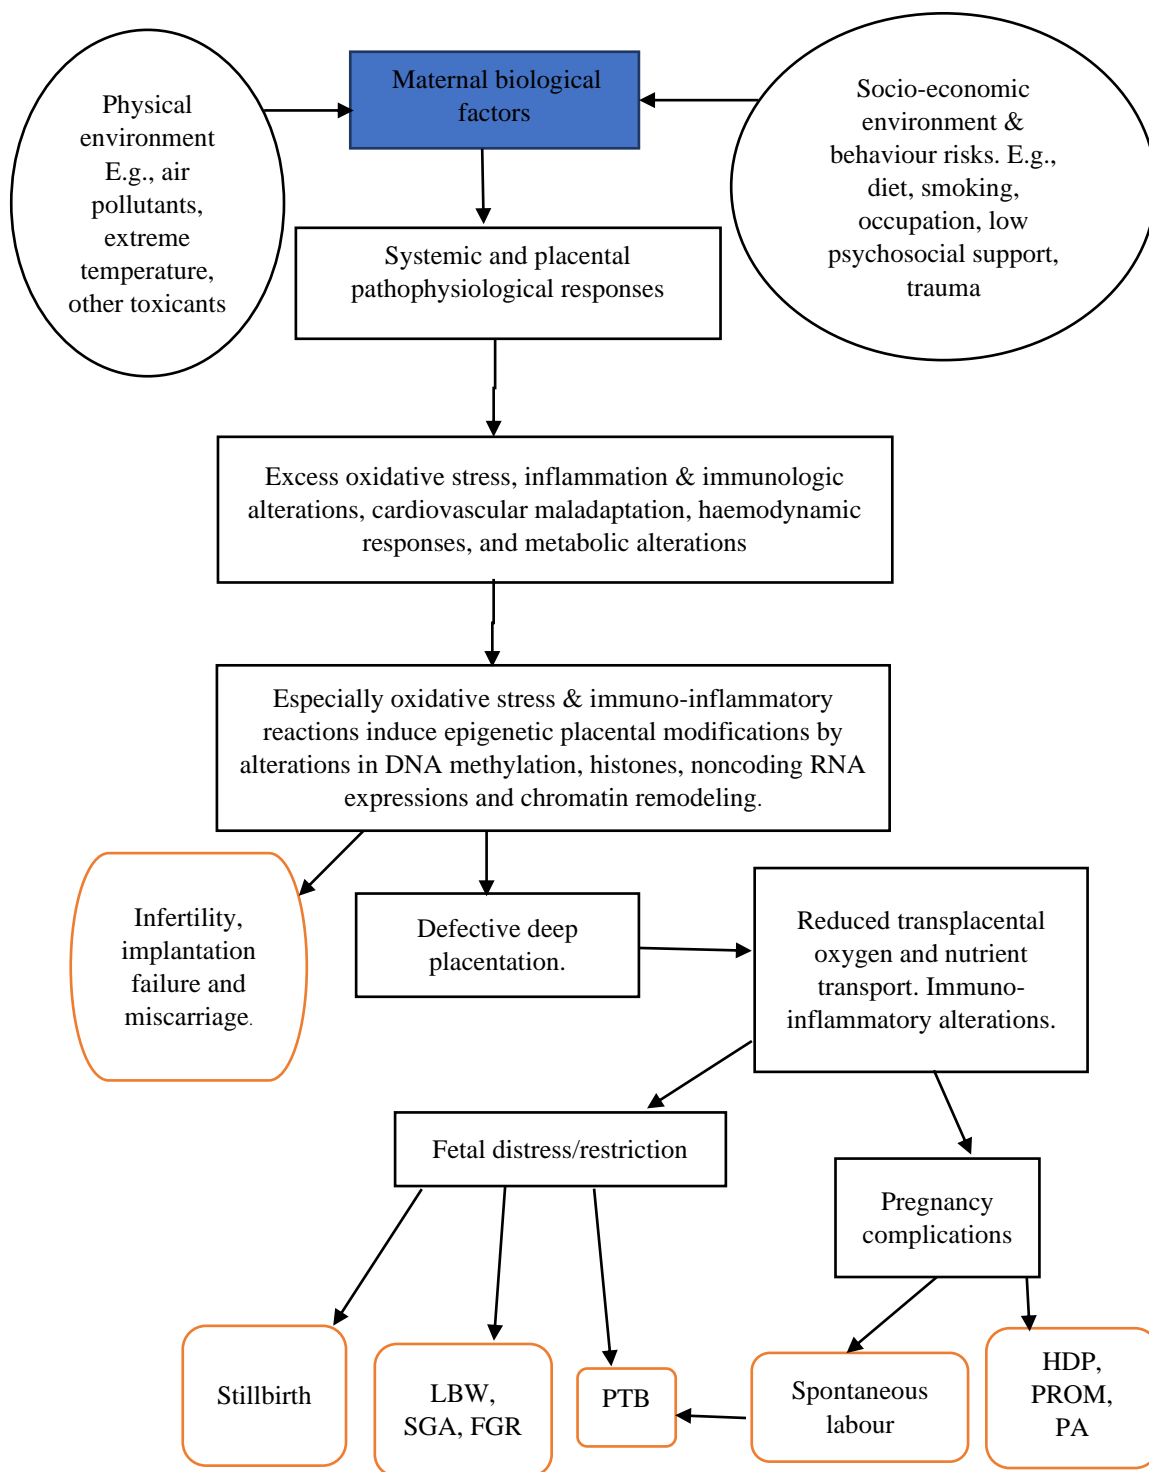 Physical
environment
E.g., air
pollutants,
extreme
temperature,
other toxicants
Maternal biological
factors
Socio-economic
environment &
behaviour risks. E.g.,
diet, smoking,
occupation, low
psychosocial support,
trauma
Systemic and placental
pathophysiological responses
Excess oxidative stress, inflammation & immunologic
alterations, cardiovascular maladaptation, haemodynamic
responses, and metabolic alterations
Especially oxidative stress & immuno-inflammatory
reactions induce epigenetic placental modifications by
alterations in DNA methylation, histones, noncoding RNA
expressions and chromatin remodeling.
Infertility,
implantation
failure and
miscarriage.
Defective deep
placentation.
Reduced transplacental
oxygen and nutrient
transport. Immuno-
inflammatory alterations.
Fetal distress/restriction
Pregnancy
complications
Stillbirth
LBW,
SGA, FGR
PTB
Spontaneous
labour
HDP,
PROM,
PA